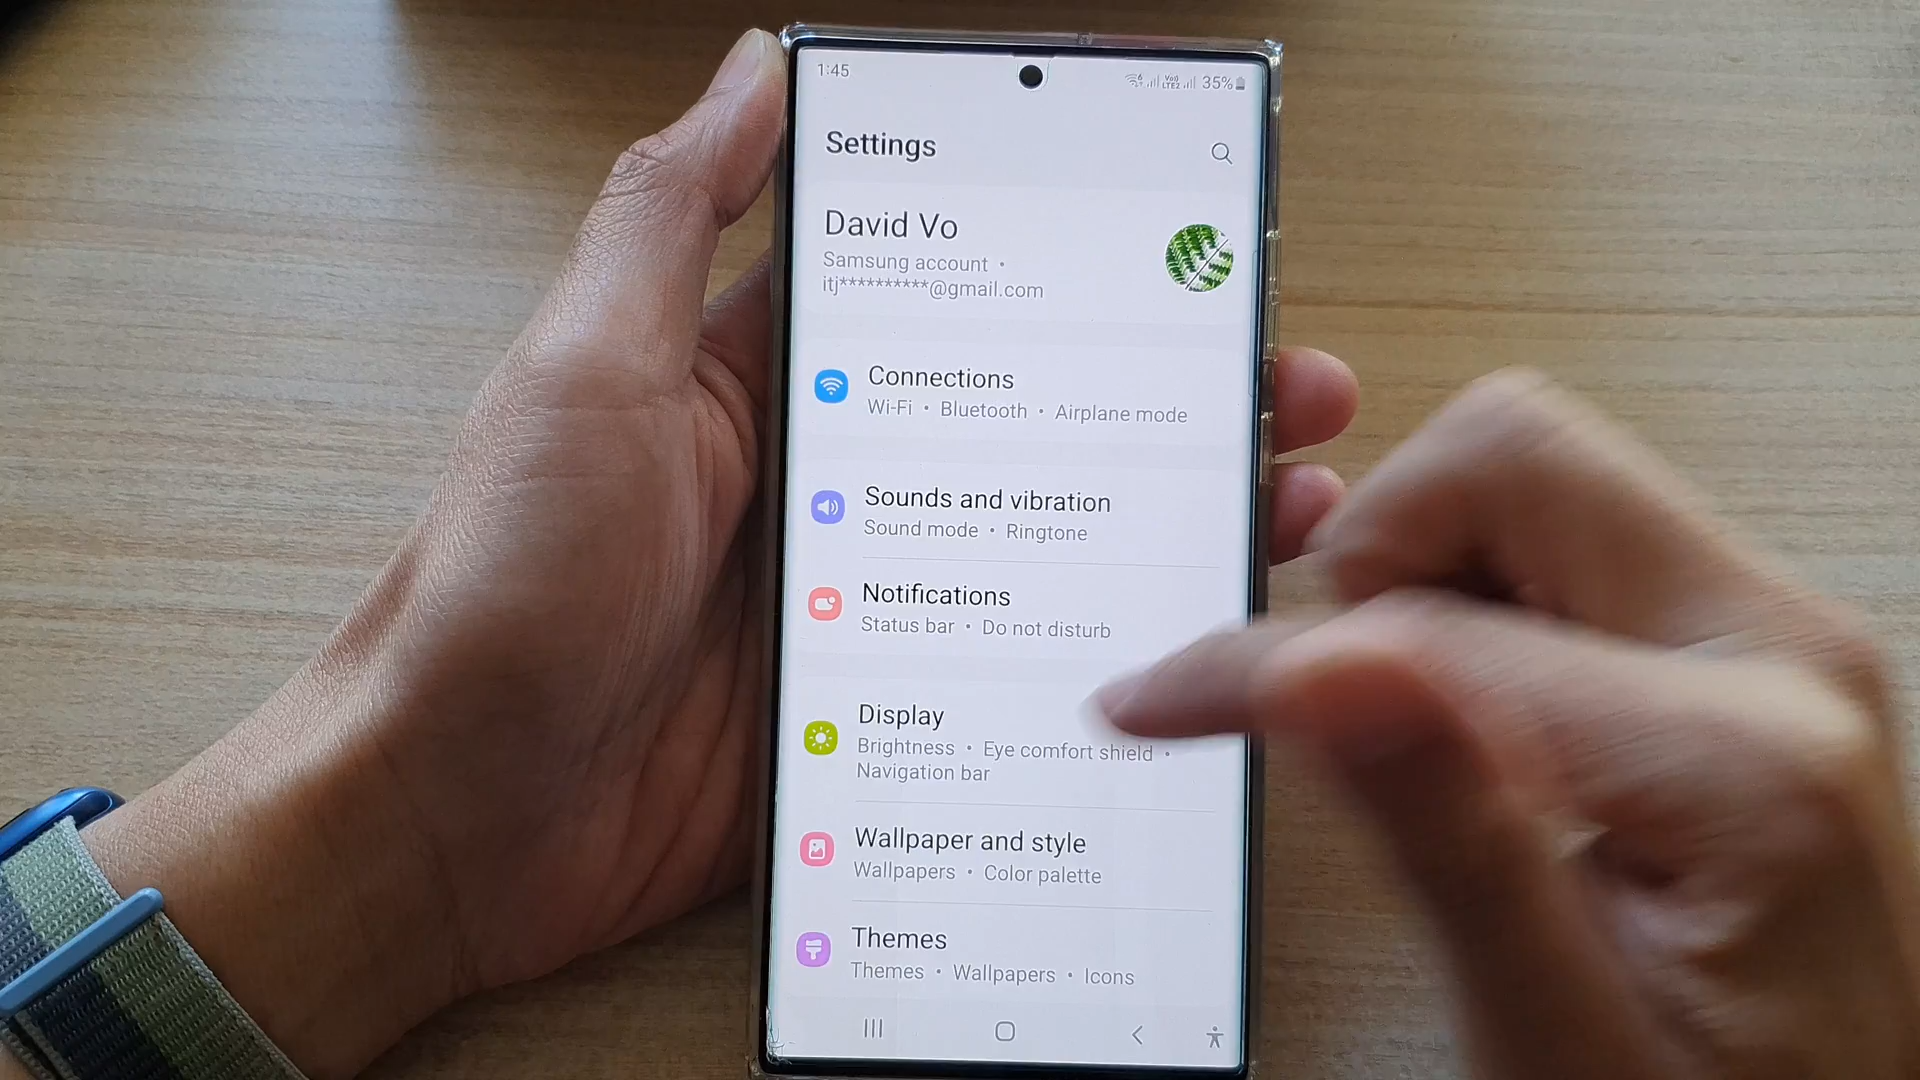 1:45
35%
Settings
David Vo
Samsung account •
itj**********@gmail.com
Connections
Wi-Fi • Bluetooth • Airplane mode
Sounds and vibration
Sound mode • Ringtone
Notifications
Status bar • Do not disturb
Display
Brightness • Eye comfort shield •
Navigation bar
Wallpaper and style
Wallpapers • Color palette
Themes
Themes • Wallpapers • Icons